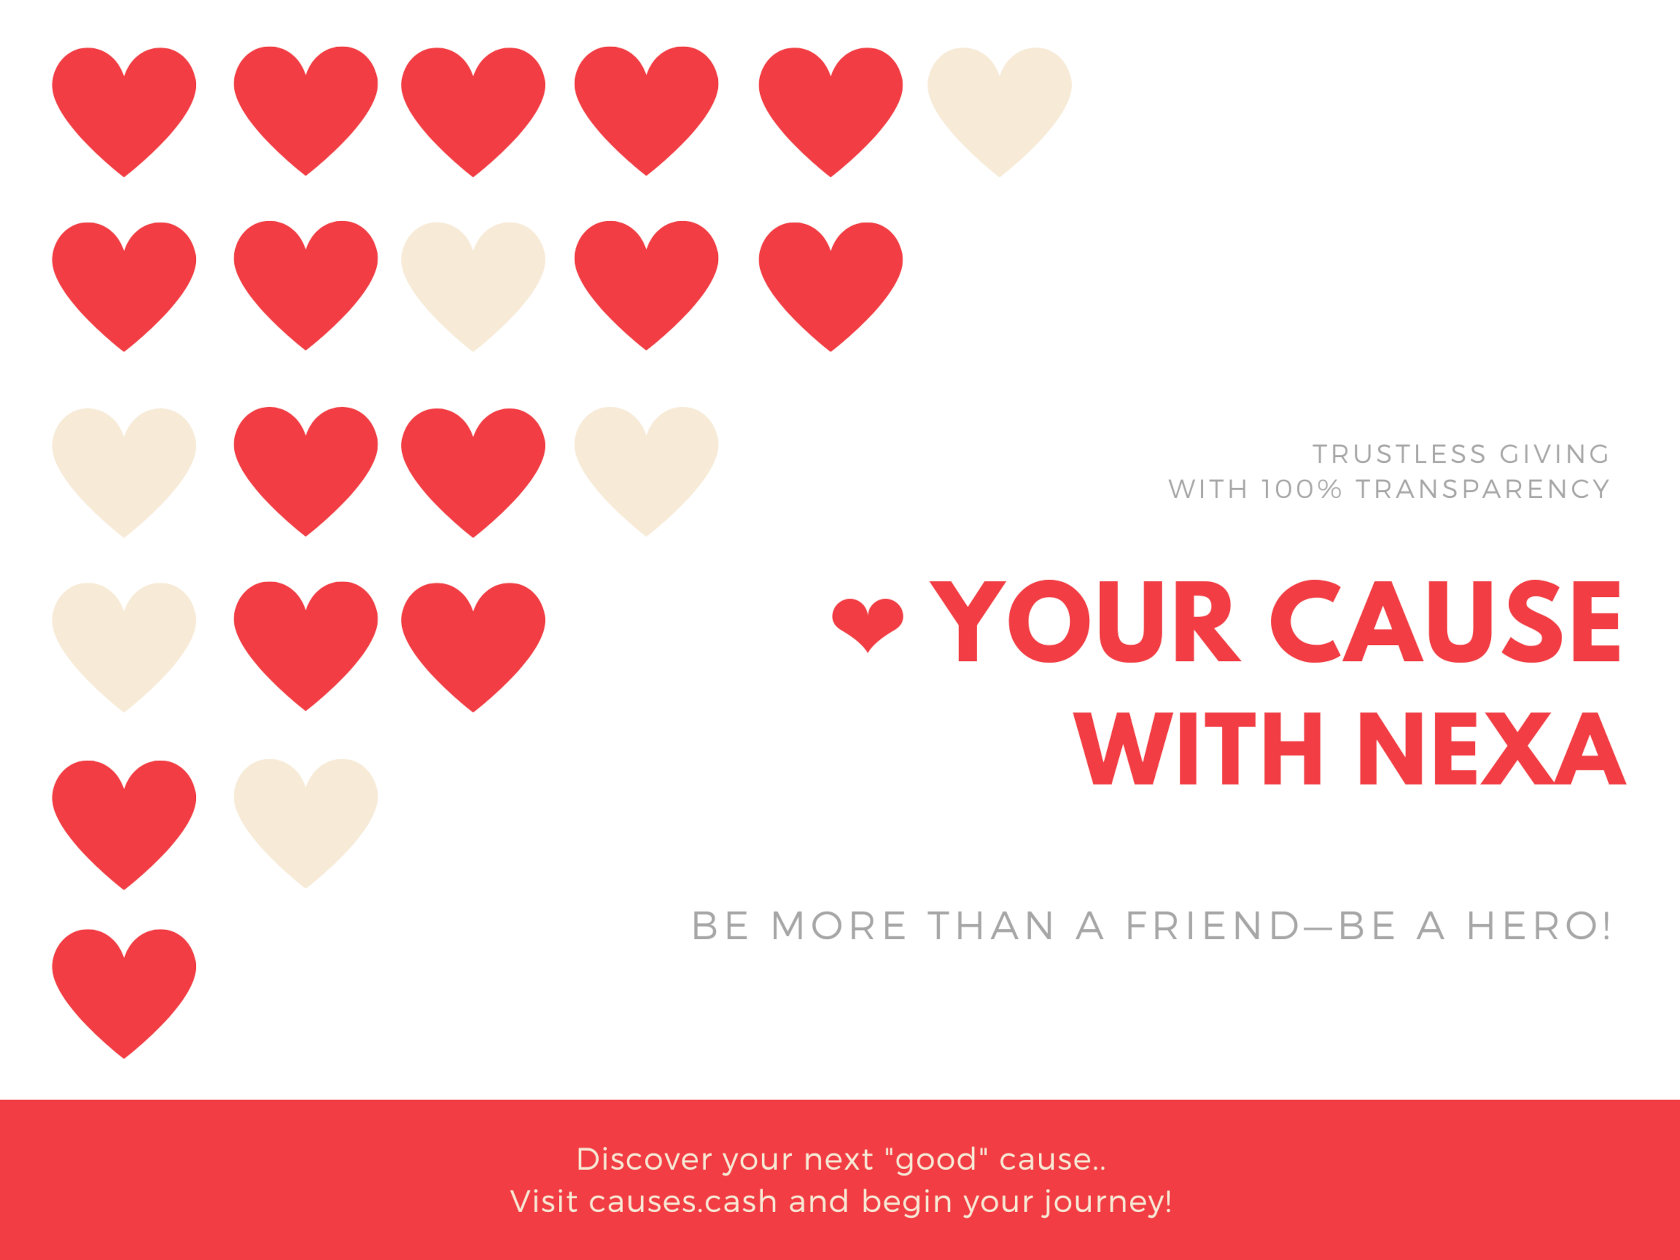 TRUSTLESS GIVING
WITH 100% TRANSPARENCY
❤ YOUR CAUSE
WITH NEXA
BE MORE THAN A FRIEND—BE A HERO!
Discover your next "good" cause..
Visit causes.cash and begin your journey!